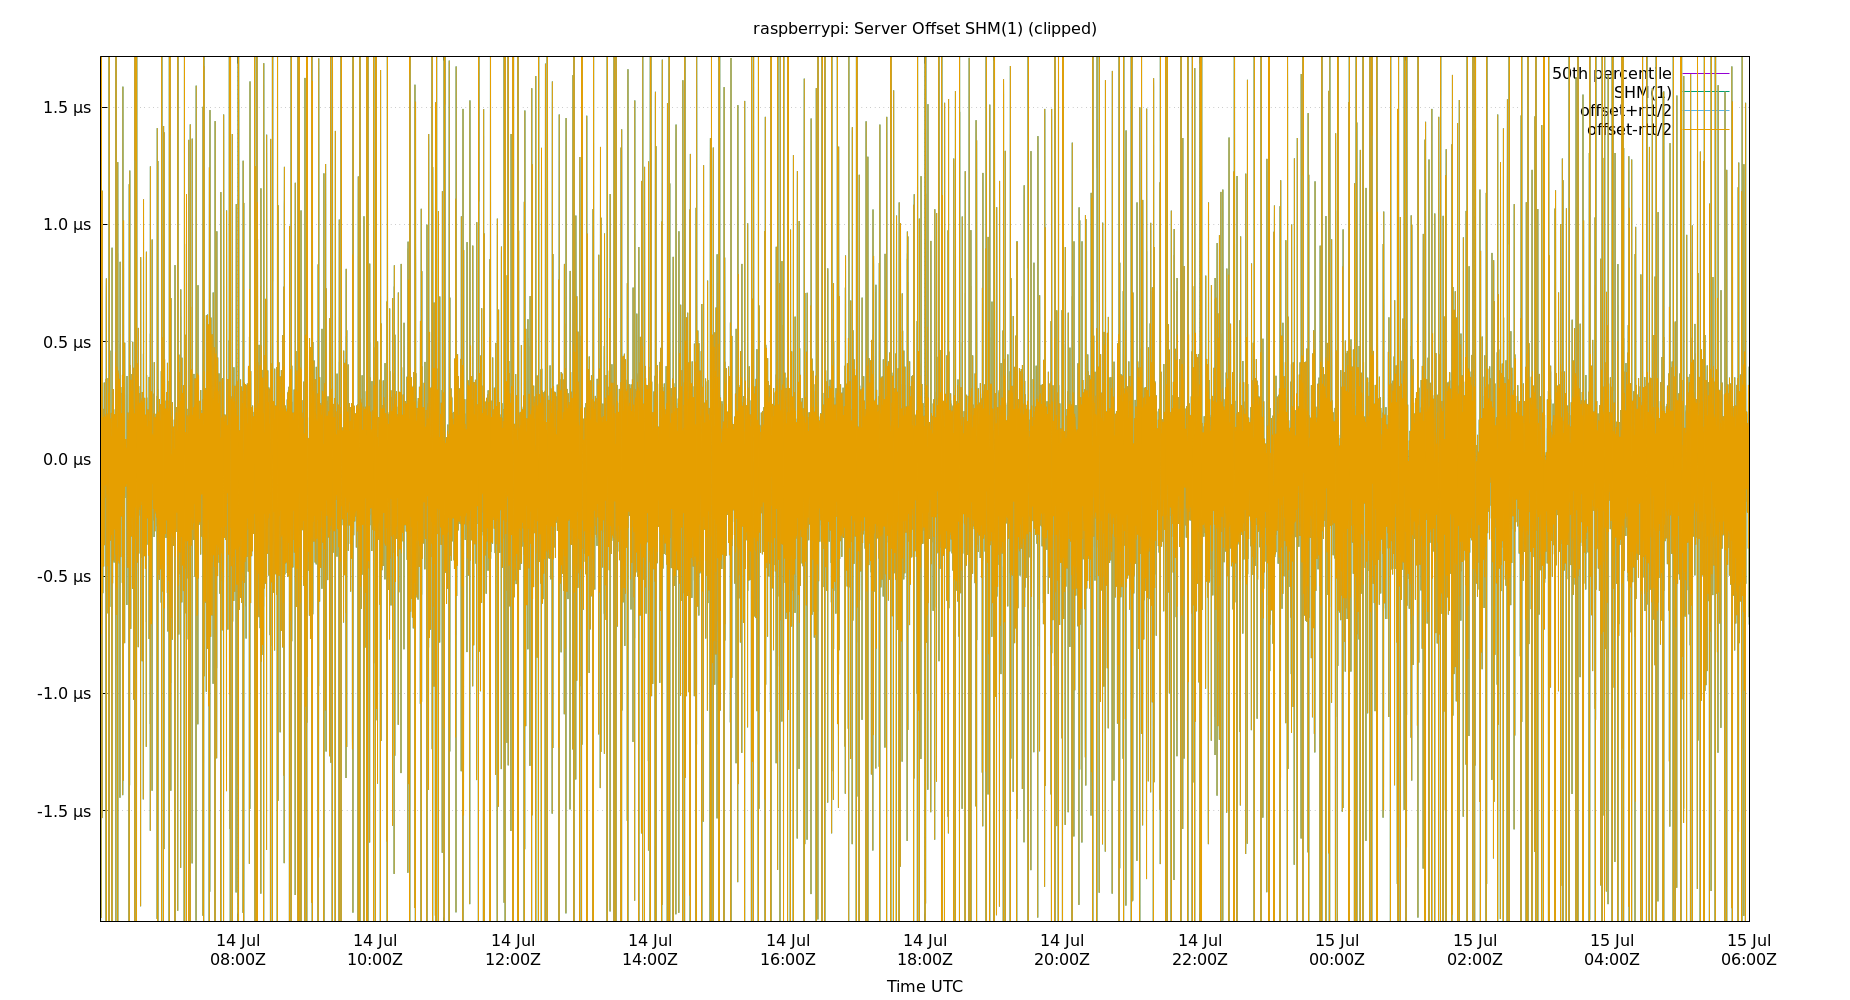 raspberrypi: Server Offset SHM(1) (clipped)
50th percentile
SHM(1)
offset+rtt/2
offset-rtt/2
1.5 µs
1.0 µs
0.5 µs
0.0 µs
-0.5 µs
-1.0 µs
-1.5 µs
14 Jul 14 Jul 14 Jul 14 Jul 14 Jul 14 Jul 14 Jul 14 Jul 15 Jul 15 Jul 15 Jul 15 Jul
08:00Z 10:00Z 12:00Z 14:00Z 16:00Z 18:00Z 20:00Z 22:00Z 00:00Z 02:00Z 04:00Z 06:00Z
Time UTC